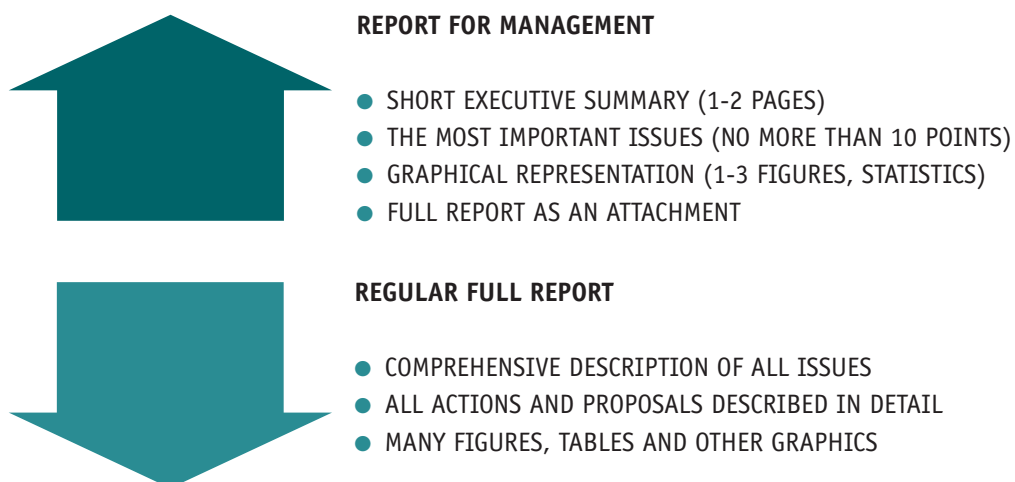 REPORT FOR MANAGEMENT
● SHORT EXECUTIVE SUMMARY (1-2 PAGES)
● THE MOST IMPORTANT ISSUES (NO MORE THAN 10 POINTS)
● GRAPHICAL REPRESENTATION (1-3 FIGURES, STATISTICS)
● FULL REPORT AS AN ATTACHMENT
REGULAR FULL REPORT
● COMPREHENSIVE DESCRIPTION OF ALL ISSUES
● ALL ACTIONS AND PROPOSALS DESCRIBED IN DETAIL
● MANY FIGURES, TABLES AND OTHER GRAPHICS